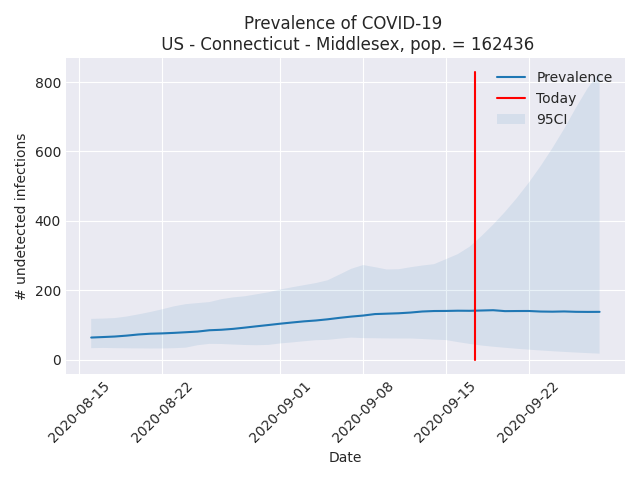 Prevalence of COVID-19
US - Connecticut - Middlesex, pop. = 162436
800
600
400
200
0
# undetected infections
Prevalence
Today
95CI
2020-08-15
2020-08-22
2020-09-01
2020-09-08
2020-09-15
2020-09-22
Date